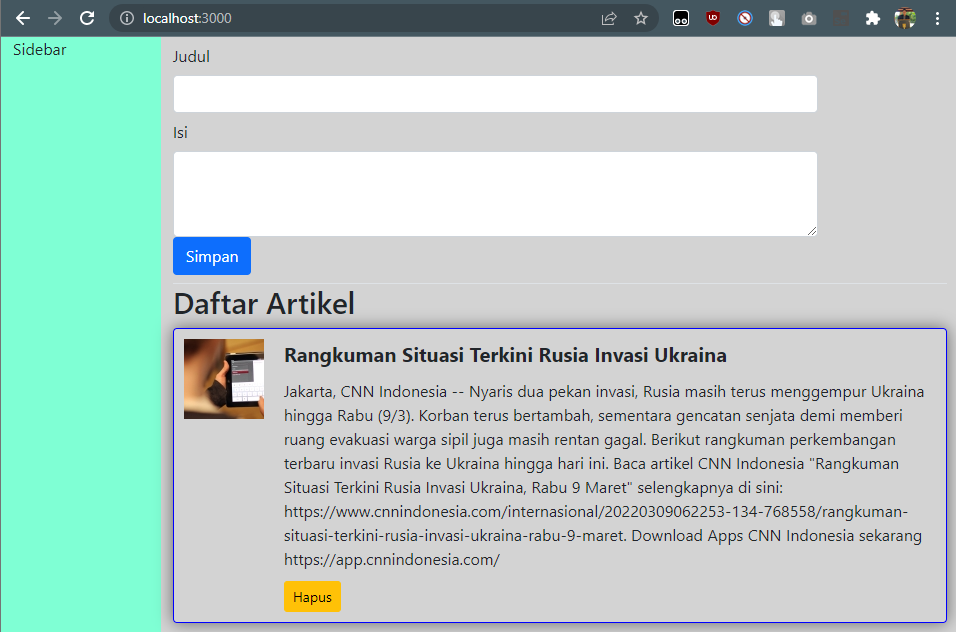 localhost:3000
Sidebar
Judul
Isi
Simpan
Daftar Artikel
Rangkuman Situasi Terkini Rusia Invasi Ukraina
Jakarta, CNN Indonesia -- Nyaris dua pekan invasi, Rusia masih terus menggempur Ukraina
hingga Rabu (9/3). Korban terus bertambah, sementara gencatan senjata demi memberi
ruang evakuasi warga sipil juga masih rentan gagal. Berikut rangkuman perkembangan
terbaru invasi Rusia ke Ukraina hingga hari ini. Baca artikel CNN Indonesia "Rangkuman
Situasi Terkini Rusia Invasi Ukraina, Rabu 9 Maret" selengkapnya di sini:
https://www.cnnindonesia.com/internasional/20220309062253-134-768558/rangkuman-
situasi-terkini-rusia-invasi-ukraina-rabu-9-maret. Download Apps CNN Indonesia sekarang
https://app.cnnindonesia.com/
Hapus